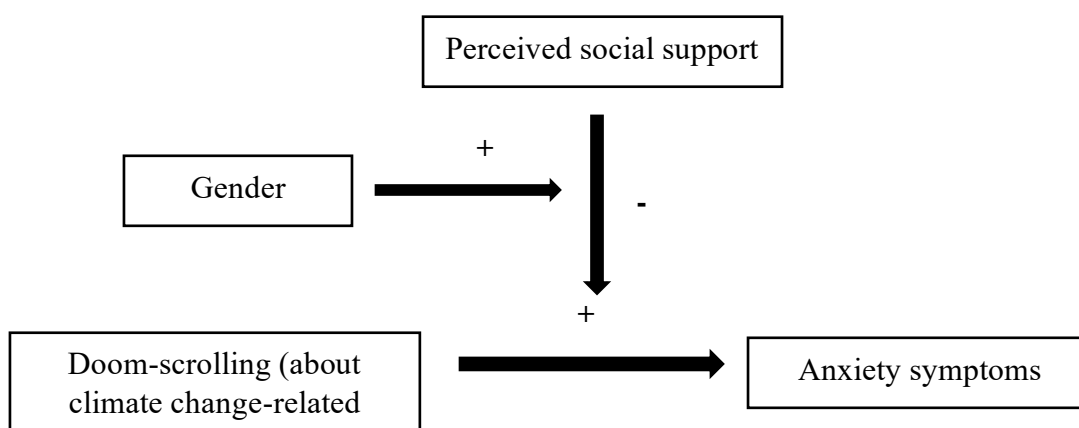 Perceived social support
+
Gender
-
+
Doom-scrolling (about
climate change-related
Anxiety symptoms